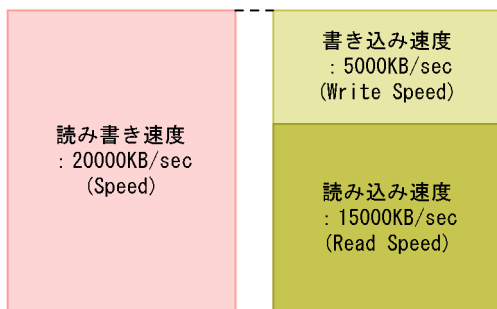 読み書き速度
: 20000KB/sec
(Speed)
書き込み速度
: 5000KB/sec
(Write Speed)
読み込み速度
: 15000KB/sec
(Read Speed)